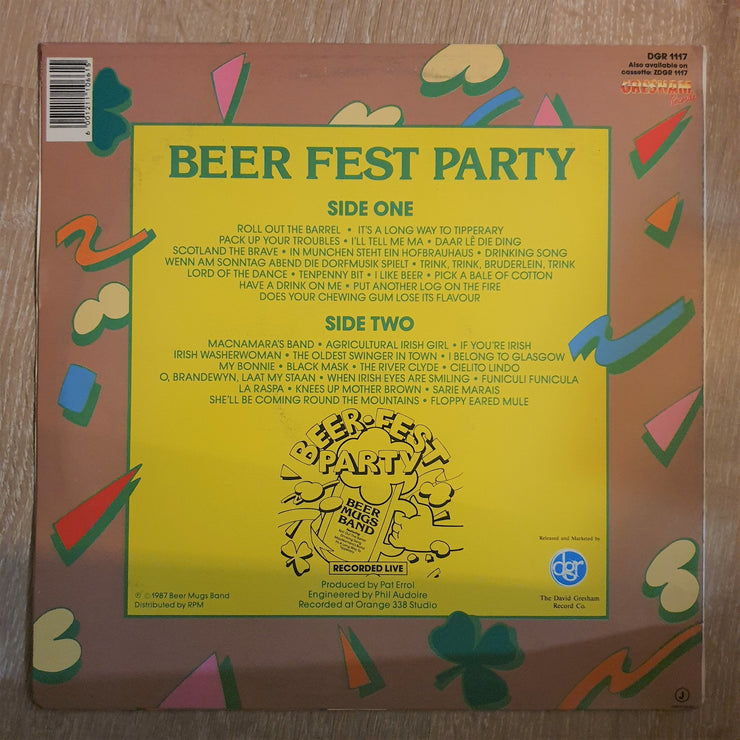 DGR 1117
Also available on
cassette: ZDGR 1117
GRESHAM
6 001211 106615
BEER FEST PARTY
SIDE ONE
ROLL OUT THE BARREL • IT'S A LONG WAY TO TIPPERARY
PACK UP YOUR TROUBLES • I'LL TELL ME MA • DAAR LÊ DIE DING
SCOTLAND THE BRAVE • IN MUNCHEN STEHT EIN HOFBRAUHAUS • DRINKING SONG
WENN AM SONNTAG ABEND DIE DORFMUSIK SPIELT • TRINK, TRINK, BRUDERLEIN, TRINK
LORD OF THE DANCE • TENPENNY BIT • I LIKE BEER • PICK A BALE OF COTTON
HAVE A DRINK ON ME • PUT ANOTHER LOG ON THE FIRE
DOES YOUR CHEWING GUM LOSE ITS FLAVOUR
SIDE TWO
MACNAMARA'S BAND • AGRICULTURAL IRISH GIRL • IF YOU'RE IRISH
IRISH WASHERWOMAN • THE OLDEST SWINGER IN TOWN • I BELONG TO GLASGOW
MY BONNIE • BLACK MASK • THE RIVER CLYDE • CIELITO LINDO
O, BRANDEWYN, LAAT MY STAAN • WHEN IRISH EYES ARE SMILING • FUNICULI FUNICULA
LA RASPA • KNEES UP MOTHER BROWN • SARIE MARAIS
SHE'LL BE COMING ROUND THE MOUNTAINS • FLOPPY EARED MULE
BEER•FEST
PARTY
BEER
MUGS
BAND
RECORDED LIVE
Produced by Pat Errol
Engineered by Phil Audoire
Recorded at Orange 338 Studio
℗ © 1987 Beer Mugs Band
Distributed by RPM
Released and Marketed by
dgr
The David Gresham
Record Co.
J